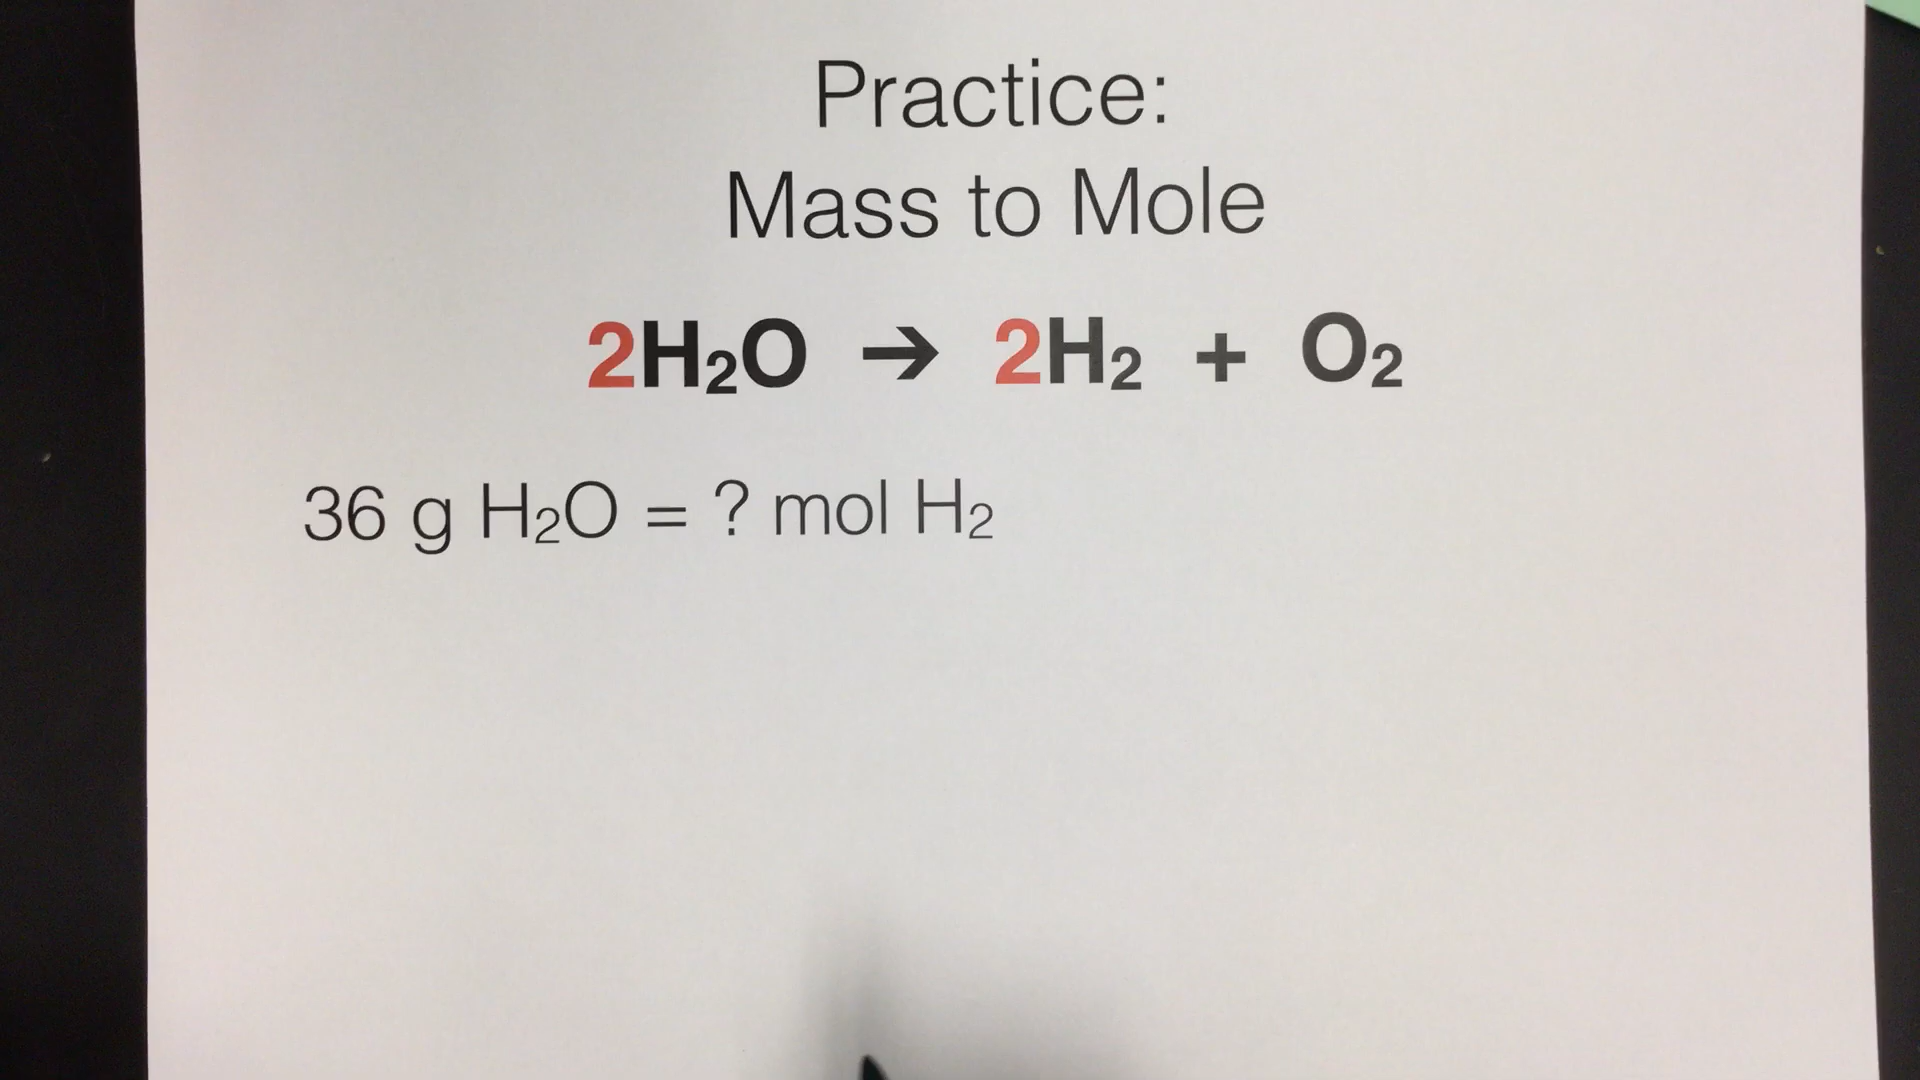 Practice:
Mass to Mole
2H₂O → 2H₂ + O₂
36 g H₂O = ? mol H₂